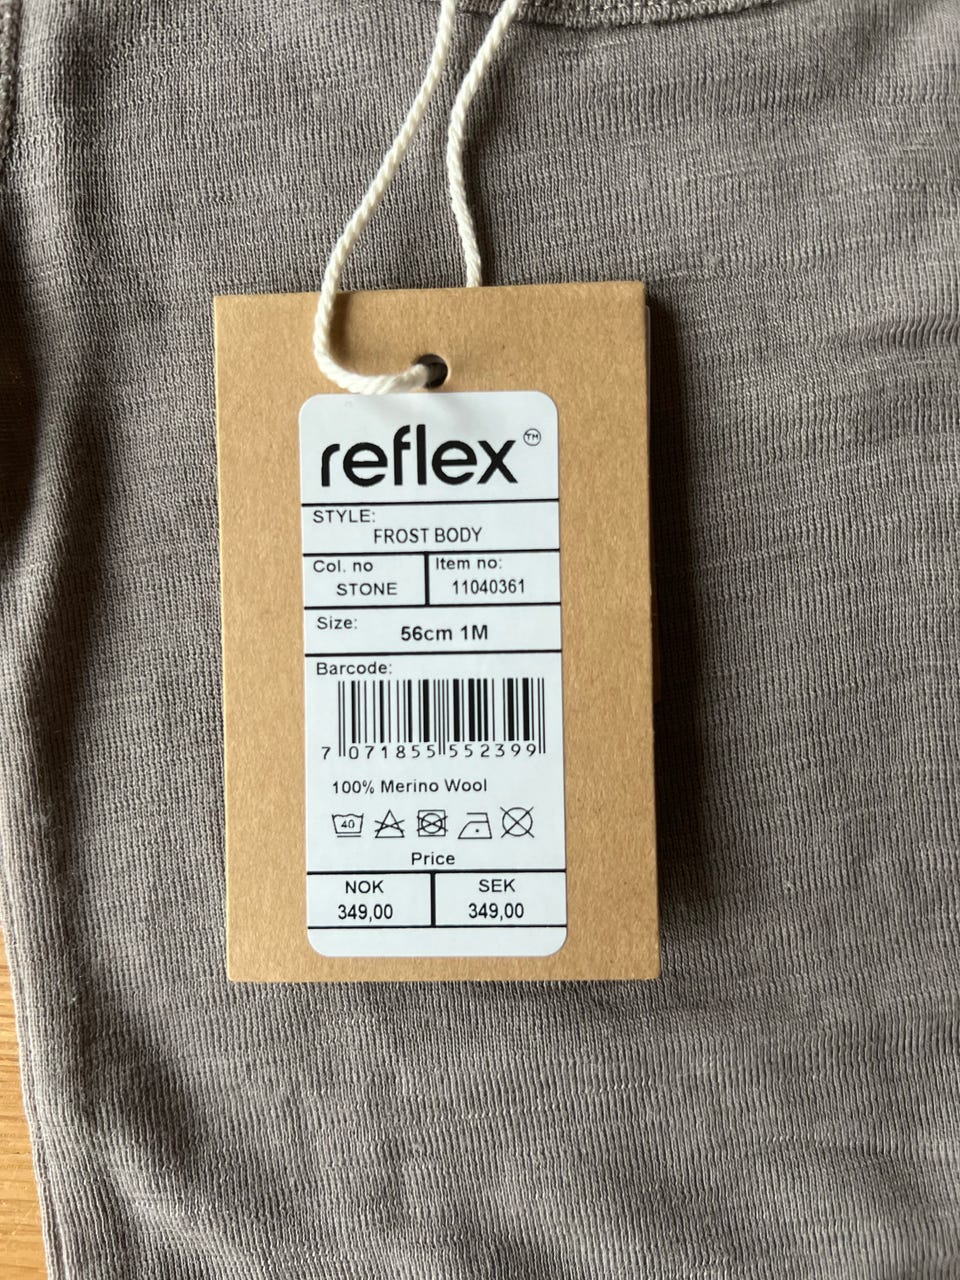 reflex™
STYLE:
FROST BODY
Col. no
STONE
Item no:
11040361
Size:
56cm 1M
Barcode:
7 071855 552399
100% Merino Wool
40
Price
NOK
349,00
SEK
349,00